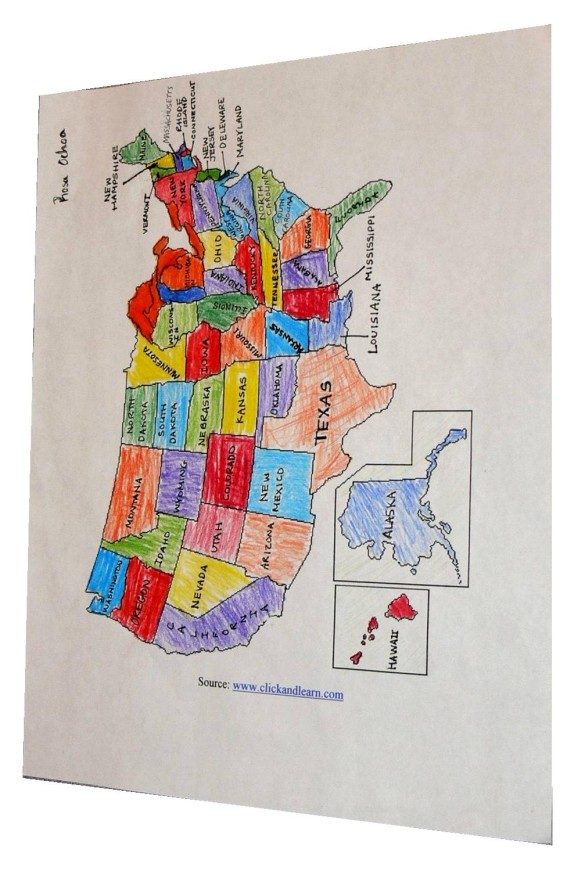 Rosa Ochoa
WASHINGTON
OREGON
CALIFORNIA
NEVADA
IDAHO
MONTANA
WYOMING
UTAH
ARIZONA
COLORADO
NEW
MEXICO
NORTH
DAKOTA
SOUTH
DAKOTA
NEBRASKA
KANSAS
OKLAHOMA
TEXAS
MINNESOTA
IOWA
MISSOURI
ARKANSAS
LOUISIANA
WISCONS
IN
ILLINOIS
MICHIGAN
INDIANA
OHIO
KENTUCKY
TENNESSEE
MISSISSIPPI
ALABAMA
GEORGIA
FLORIDA
SOUTH
CAROLINA
NORTH
CAROLINA
VIRGINIA
NEW
YORK
MAINE
VERMONT
NEW
HAMPSHIRE
MASSACHUSETTS
RHODE
ISLAND
CONNECTICUT
NEW
JERSEY
DELEWARE
MARYLAND
ALASKA
HAWAII
Source: www.clickandlearn.com